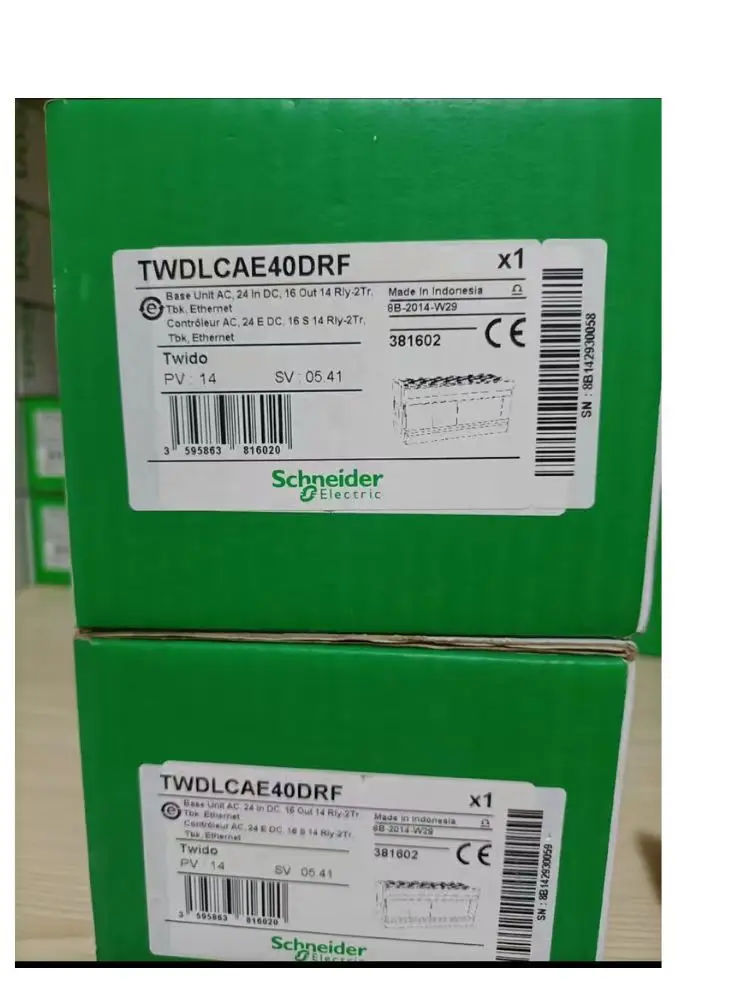 TWDLCAE40DRF x1
Base Unit AC, 24 In DC, 16 Out 14 Rly-2Tr,
Tbk, Ethernet
Contrôleur AC, 24 E DC, 16 S 14 Rly-2Tr,
Tbk, Ethernet
Made In Indonesia
8B-2014-W29
381602 CE
Twido
PV : 14 SV : 05.41
3 595863 816020
SN : 8B142930058
Schneider
Electric
TWDLCAE40DRF x1
Base Unit AC, 24 In DC, 16 Out 14 Rly-2Tr
Tbk, Ethernet
Contrôleur AC, 24 E DC, 16 S 14 Rly-2Tr
Tbk, Ethernet
Made In Indonesia
8B-2014-W29
381602 CE
Twido
PV : 14 SV : 05.41
3 595863 816020
SN : 8B142930059
Schneider
Electric